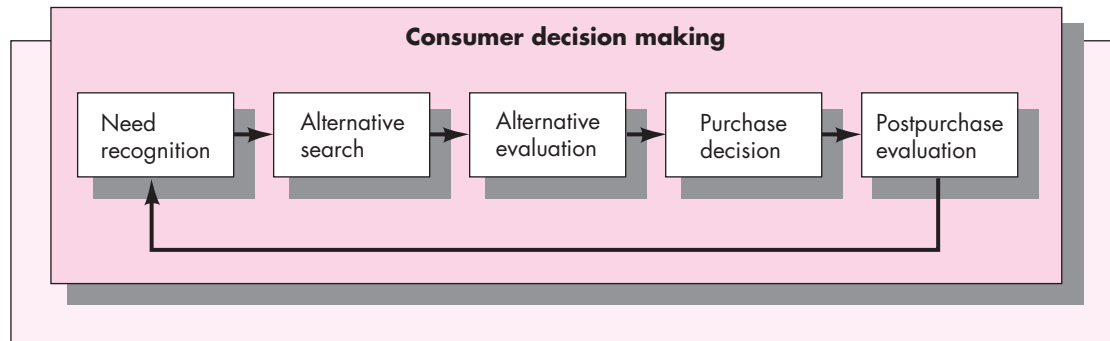 Consumer decision making
Need
recognition
Alternative
search
Alternative
evaluation
Purchase
decision
Postpurchase
evaluation